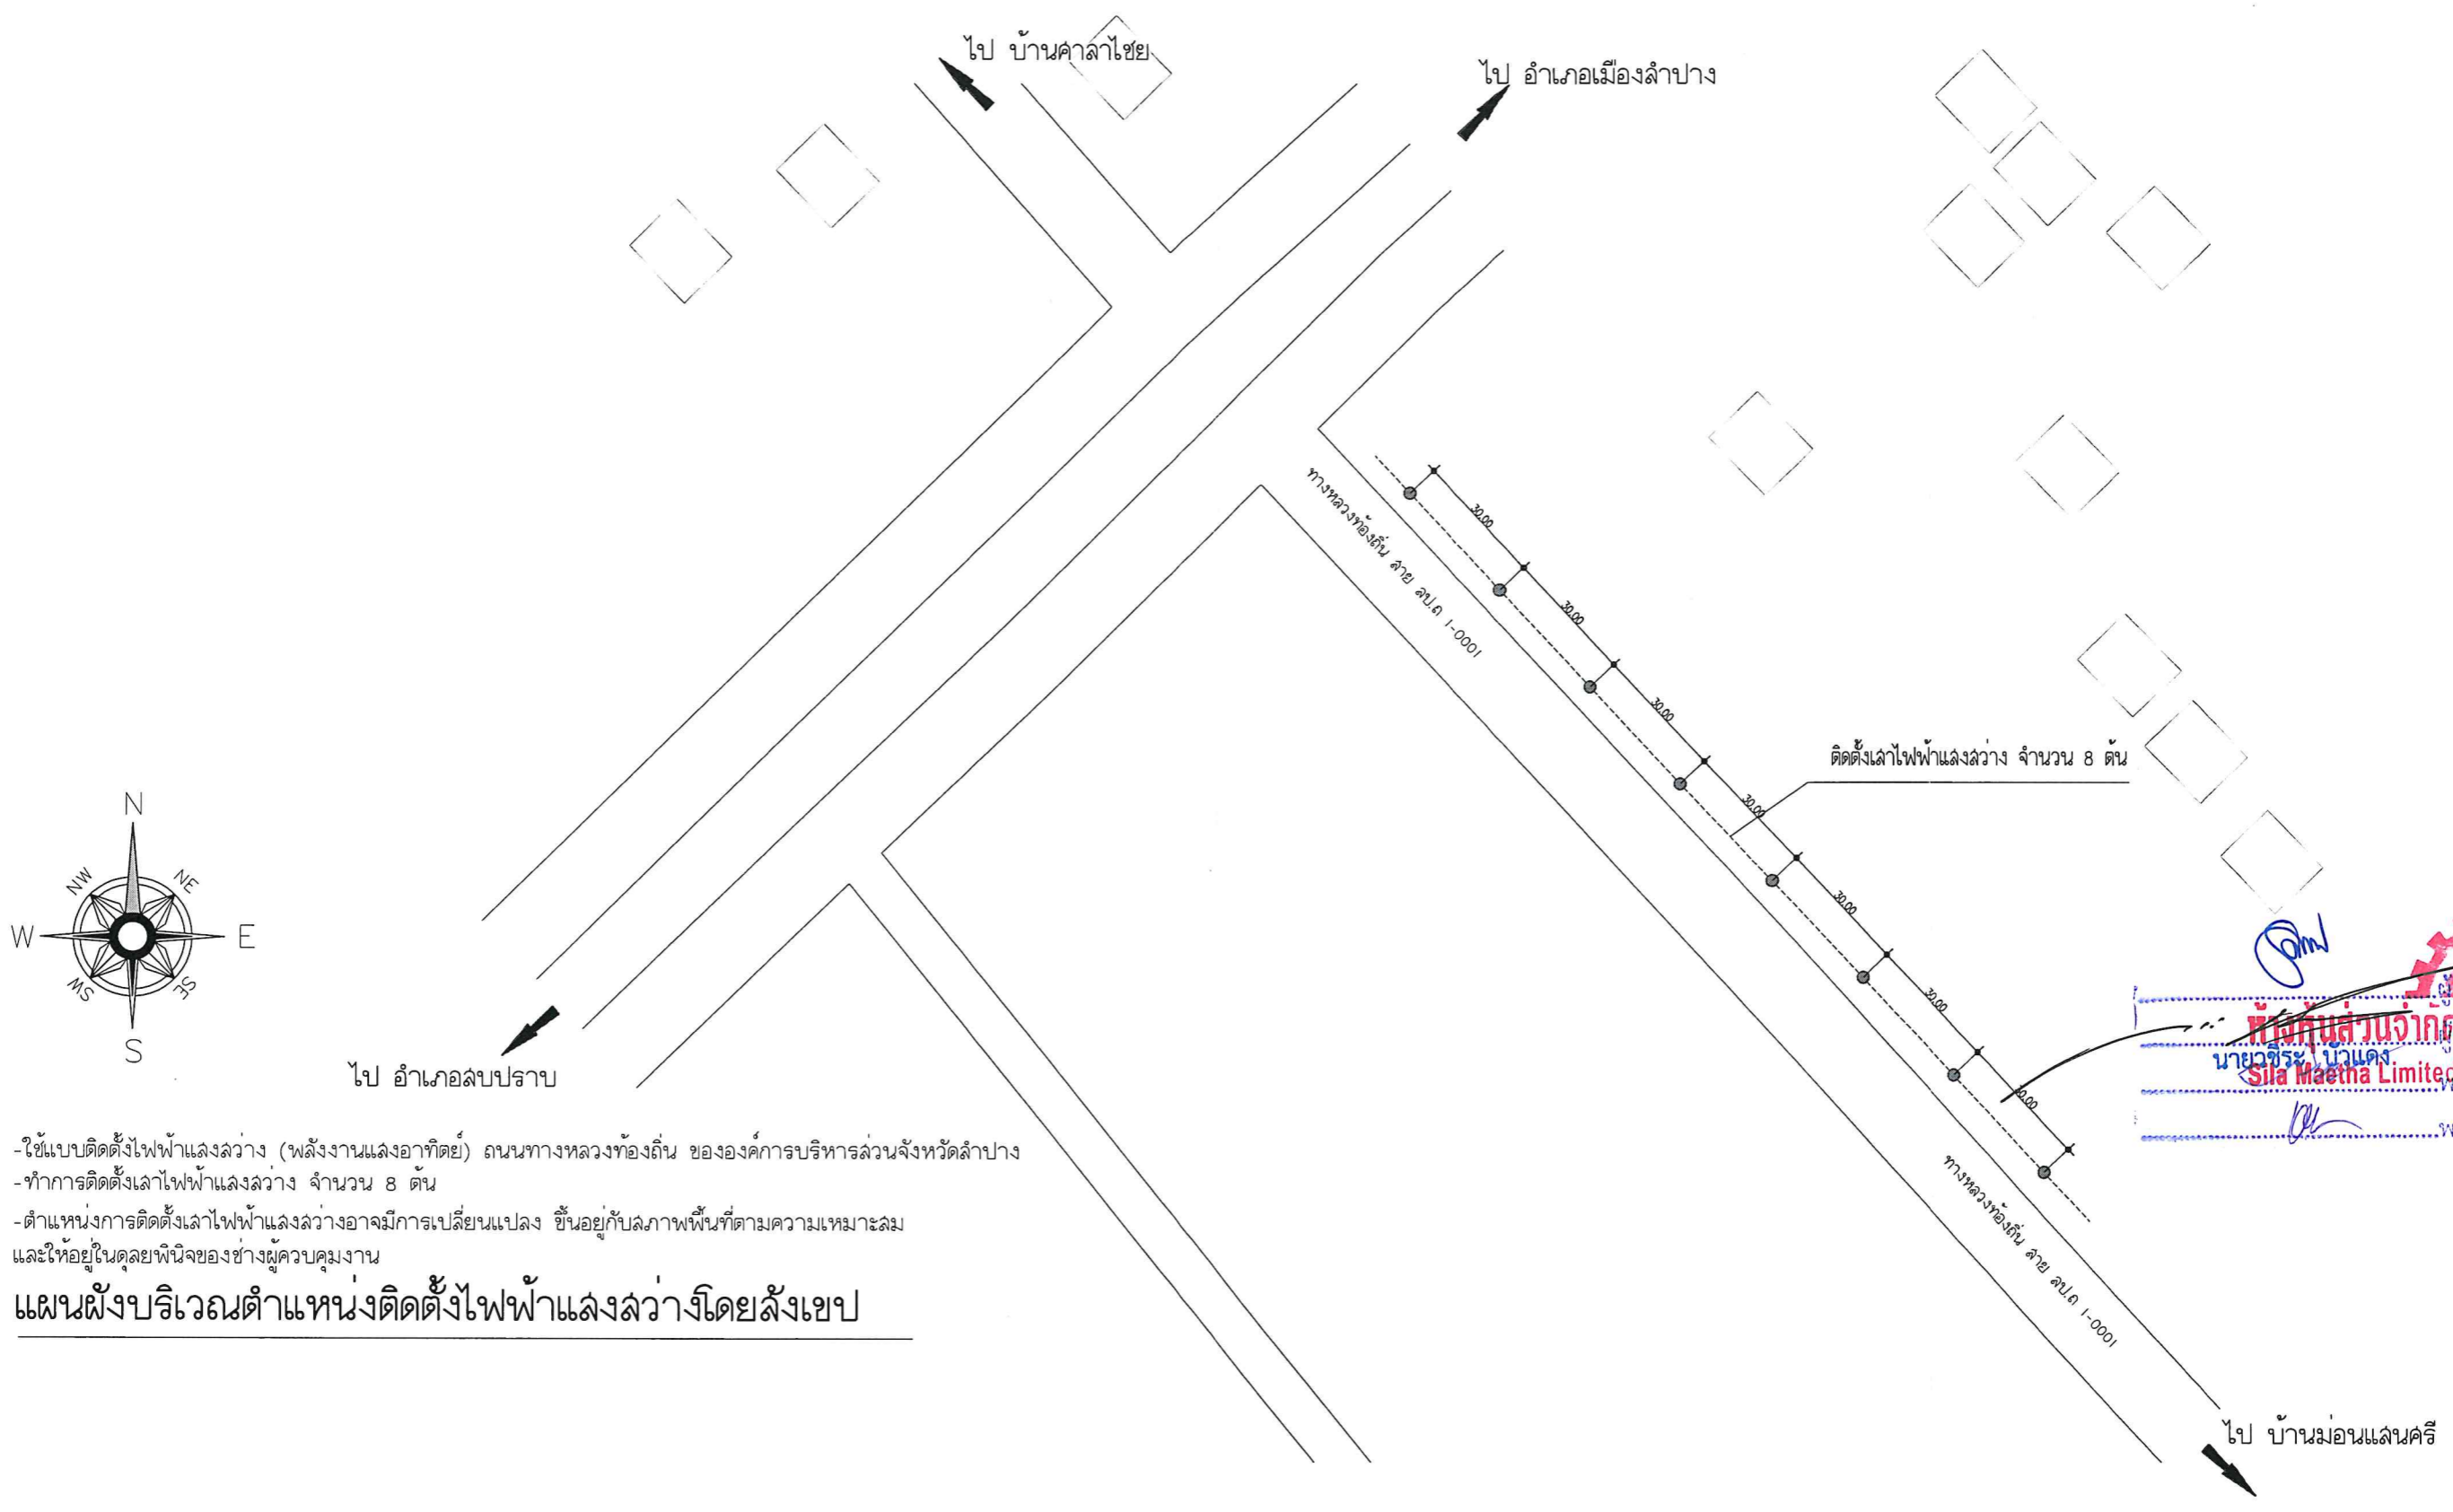 ไป บ้านศาลาไชย
ไป อำเภอเมืองลำปาง
ทางหลวงท้องถิ่น สาย ลป.ถ 1-0001
30.00
30.00
30.00
30.00
30.00
30.00
30.00
ติดตั้งเสาไฟฟ้าแสงสว่าง จำนวน 8 ต้น
N
NW
NE
W
E
SW
SE
S
ไป อำเภอสบปราบ
ห้างหุ้นส่วนจำกัด
นายวชิระ บัวแดง
Sila Maetha Limited
-ใช้แบบติดตั้งไฟฟ้าแสงสว่าง (พลังงานแสงอาทิตย์) ถนนทางหลวงท้องถิ่น ขององค์การบริหารส่วนจังหวัดลำปาง
-ทำการติดตั้งเสาไฟฟ้าแสงสว่าง จำนวน 8 ต้น
-ตำแหน่งการติดตั้งเสาไฟฟ้าแสงสว่างอาจมีการเปลี่ยนแปลง ขึ้นอยู่กับสภาพพื้นที่ตามความเหมาะสม
และให้อยู่ในดุลยพินิจของช่างผู้ควบคุมงาน
แผนผังบริเวณตำแหน่งติดตั้งไฟฟ้าแสงสว่างโดยสังเขป
ทางหลวงท้องถิ่น สาย ลป.ถ 1-0001
ไป บ้านม่อนแสนศรี